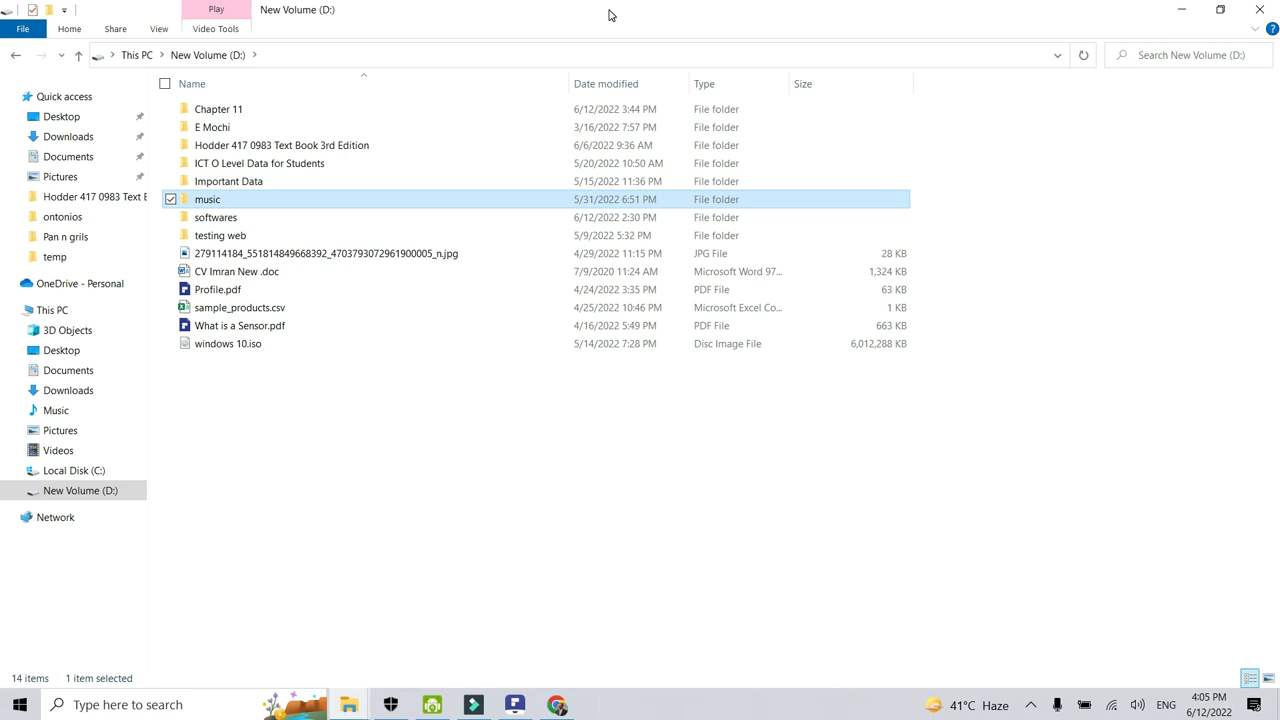 Play
New Volume (D:)
File
Home
Share
View
Video Tools
This PC
New Volume (D:)
Search New Volume (D:)
Name
Date modified
Type
Size
Chapter 11 6/12/2022 3:44 PM File folder
E Mochi 3/16/2022 7:57 PM File folder
Hodder 417 0983 Text Book 3rd Edition 6/6/2022 9:36 AM File folder
ICT O Level Data for Students 5/20/2022 10:50 AM File folder
Important Data 5/15/2022 11:36 PM File folder
music 5/31/2022 6:51 PM File folder
softwares 6/12/2022 2:30 PM File folder
testing web 5/9/2022 5:32 PM File folder
279114184_551814849668392_4703793072961900005_n.jpg 4/29/2022 11:15 PM JPG File 28 KB
CV Imran New .doc 7/9/2020 11:24 AM Microsoft Word 97... 1,324 KB
Profile.pdf 4/24/2022 3:35 PM PDF File 63 KB
sample_products.csv 4/25/2022 10:46 PM Microsoft Excel Co... 1 KB
What is a Sensor.pdf 4/16/2022 5:49 PM PDF File 663 KB
windows 10.iso 5/14/2022 7:28 PM Disc Image File 6,012,288 KB
Quick access
Desktop
Downloads
Documents
Pictures
Hodder 417 0983 Text E
ontonios
Pan n grils
temp
OneDrive - Personal
This PC
3D Objects
Desktop
Documents
Downloads
Music
Pictures
Videos
Local Disk (C:)
New Volume (D:)
Network
14 items 1 item selected
Type here to search
41°C Haze
ENG
4:05 PM
6/12/2022